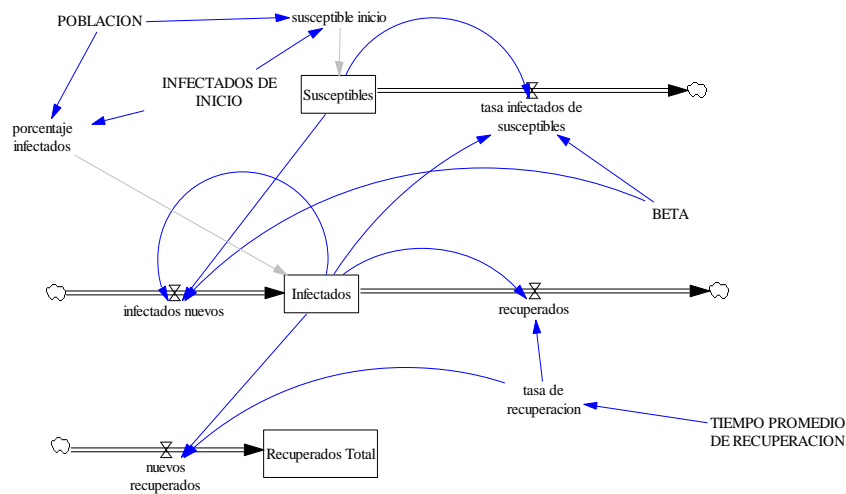 POBLACION
susceptible inicio
INFECTADOS DE
INICIO
Susceptibles
tasa infectados de
susceptibles
porcentaje
infectados
BETA
Infectados
infectados nuevos
recuperados
tasa de
recuperacion
TIEMPO PROMEDIO
DE RECUPERACION
Recuperados Total
nuevos
recuperados